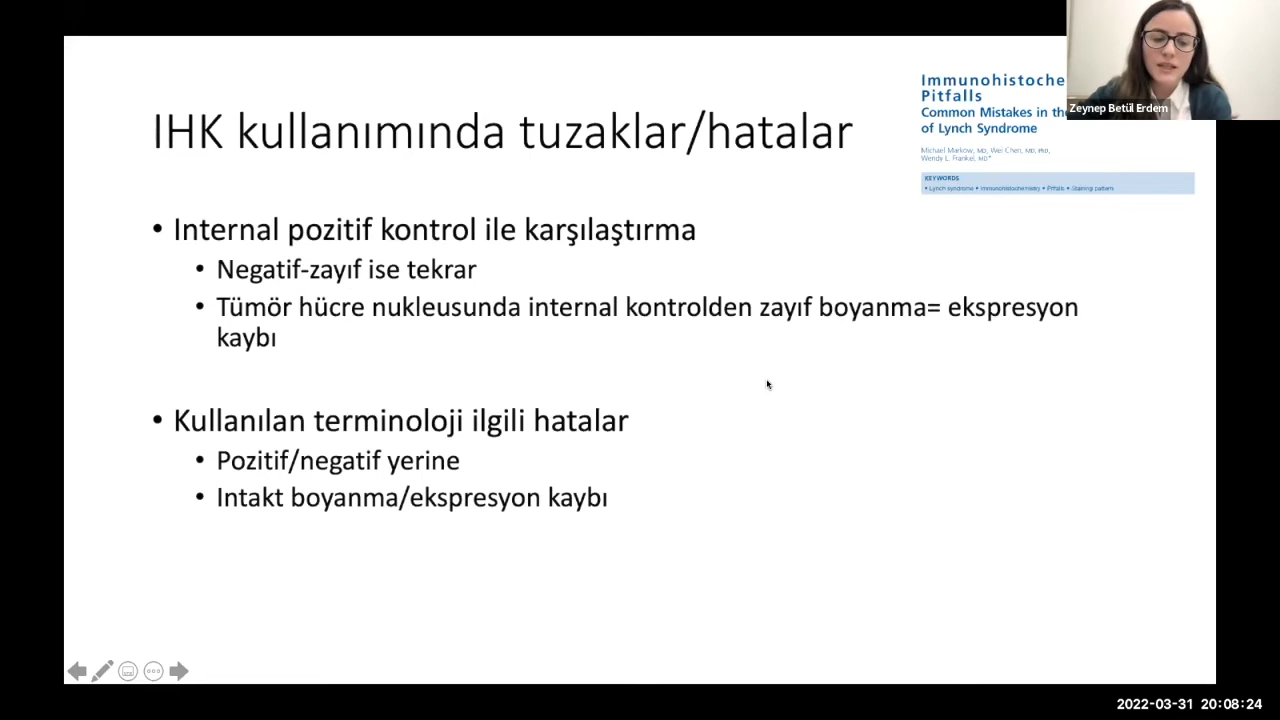 IHK kullanımında tuzaklar/hatalar
Immunohistoche
Pitfalls
Common Mistakes in the
of Lynch Syndrome
Michael Markow, MD, Wei Chen, MD, PhD,
Wendy L. Frankel, MD*
KEYWORDS
• Lynch syndrome • Immunohistochemistry • Pitfalls • Staining pattern
Zeynep Betül Erdem
• Internal pozitif kontrol ile karşılaştırma
• Negatif-zayıf ise tekrar
• Tümör hücre nukleusunda internal kontrolden zayıf boyanma= ekspresyon
kaybı
• Kullanılan terminoloji ilgili hatalar
• Pozitif/negatif yerine
• Intakt boyanma/ekspresyon kaybı
2022-03-31 20:08:24